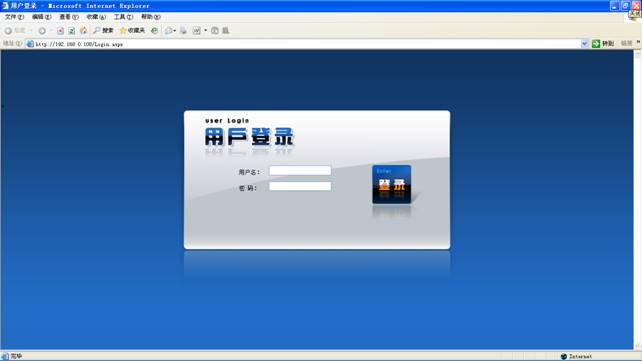 用户登录 - Microsoft Internet Explorer
文件(F) 编辑(E) 查看(V) 收藏(A) 工具(T) 帮助(H)
关闭
后退 搜索 收藏夹
地址(D) http://192.168.0.100/Login.aspx 转到 链接
user Login
用户登录
用户名：
密 码：
Enter
登录
完毕 Internet